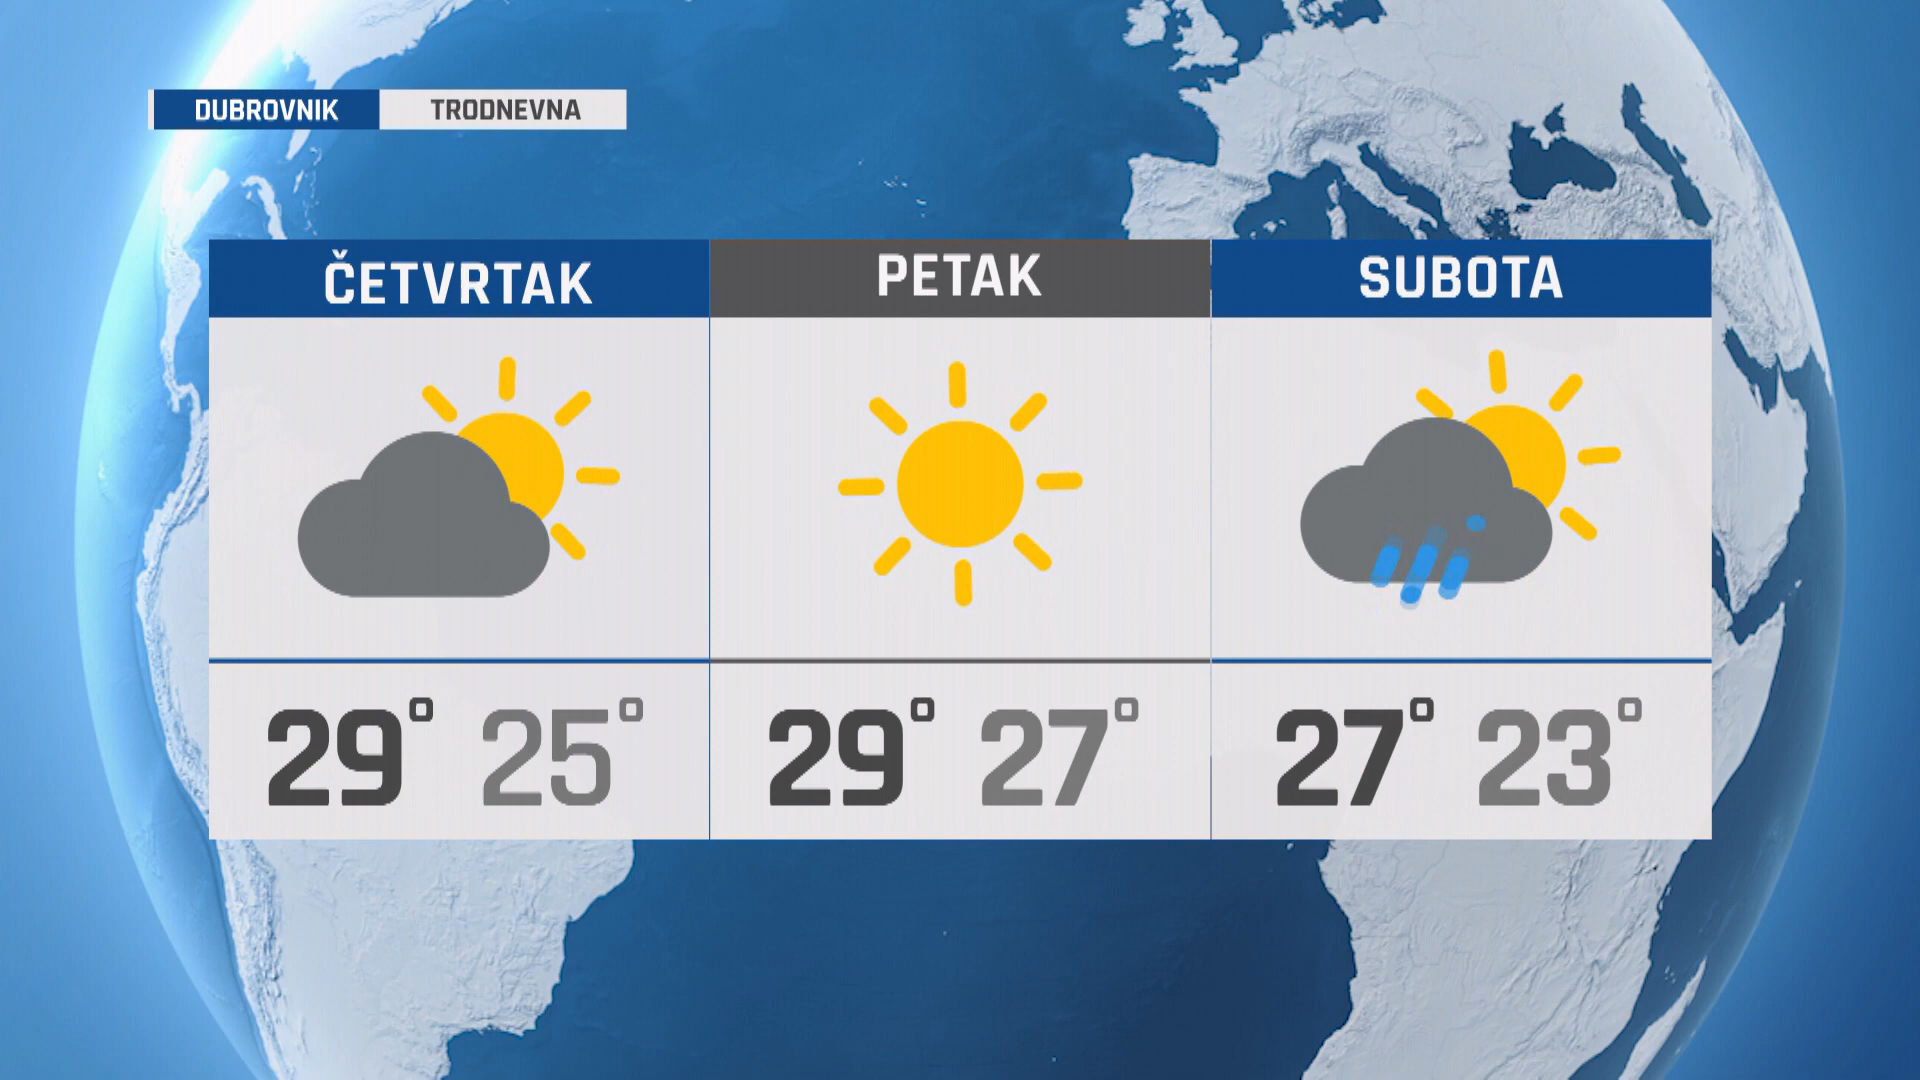 DUBROVNIK TRODNEVNA
ČETVRTAK PETAK SUBOTA
29° 25° 29° 27° 27° 23°